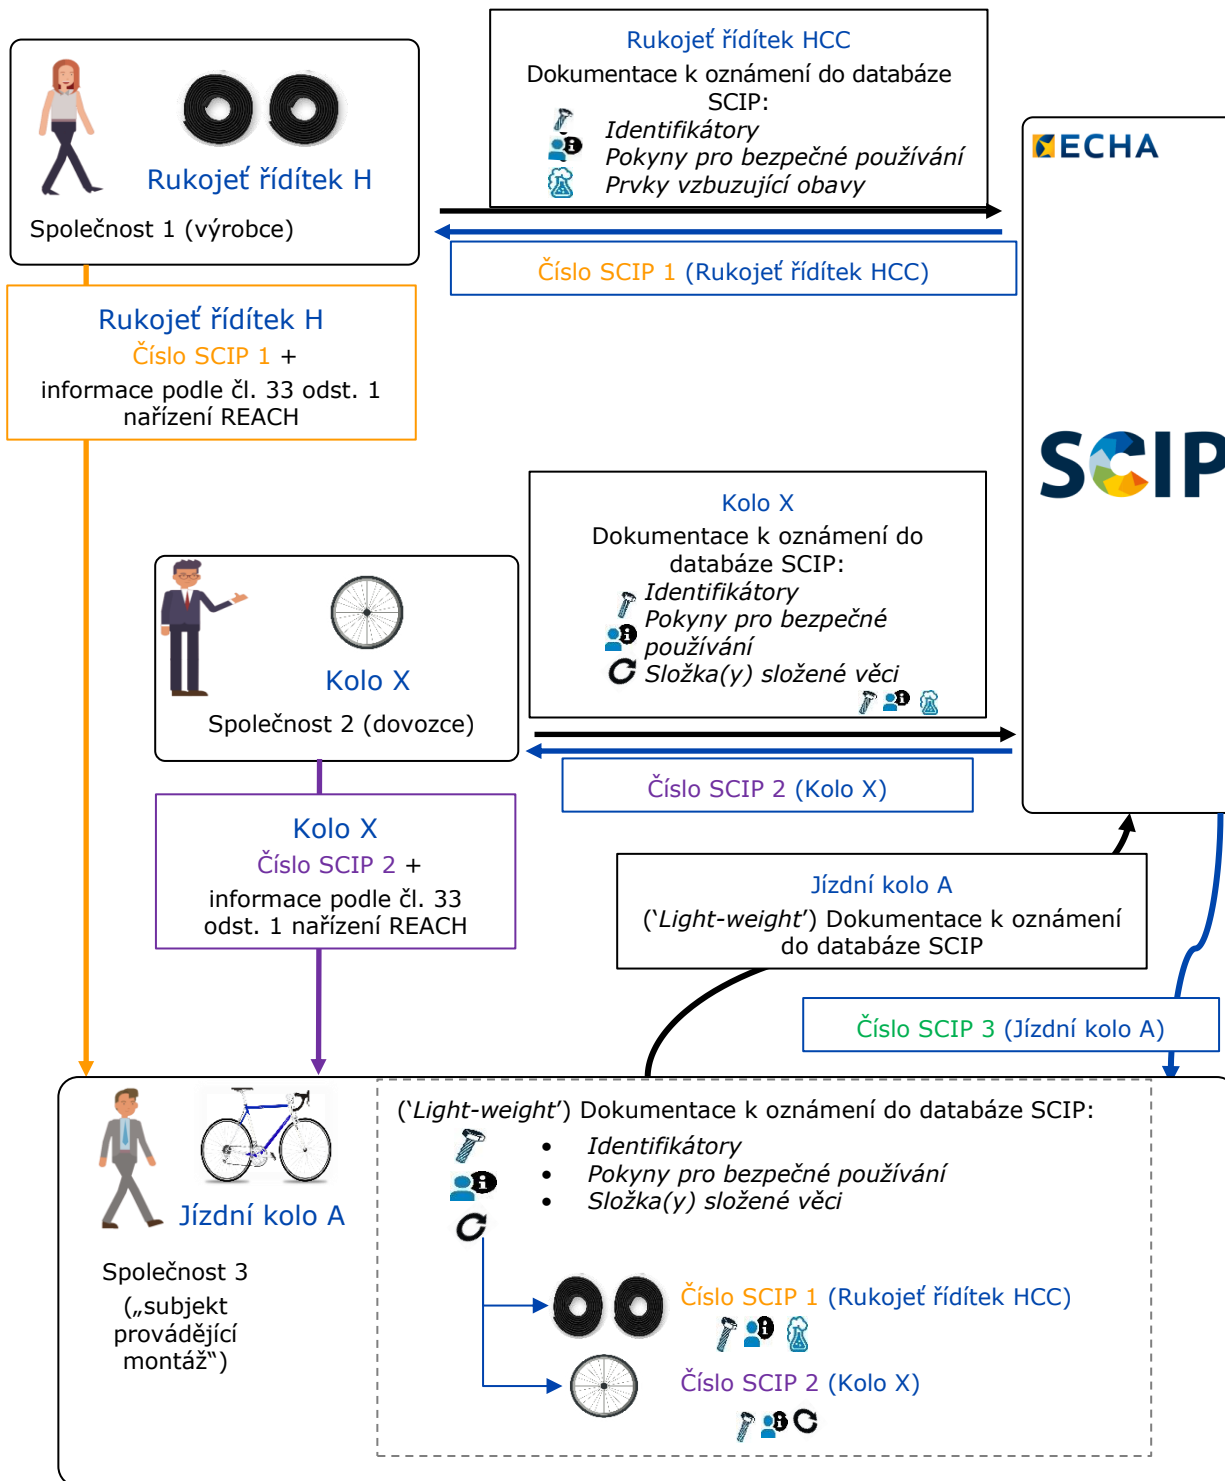 Rukojeť řídítek HCC
Dokumentace k oznámení do databáze
SCIP:
Identifikátory
Pokyny pro bezpečné používání
Prvky vzbuzující obavy
Rukojeť řídítek H
Společnost 1 (výrobce)
ECHA
Číslo SCIP 1 (Rukojeť řídítek HCC)
Rukojeť řídítek H
Číslo SCIP 1 +
informace podle čl. 33 odst. 1
nařízení REACH
SCIP
Kolo X
Dokumentace k oznámení do
databáze SCIP:
Identifikátory
Pokyny pro bezpečné
používání
Složka(y) složené věci
Kolo X
Společnost 2 (dovozce)
Číslo SCIP 2 (Kolo X)
Kolo X
Číslo SCIP 2 +
informace podle čl. 33
odst. 1 nařízení REACH
Jízdní kolo A
(‘Light-weight’) Dokumentace k oznámení
do databáze SCIP
Číslo SCIP 3 (Jízdní kolo A)
Jízdní kolo A
Společnost 3
(„subjekt
provádějící
montáž“)
(‘Light-weight’) Dokumentace k oznámení do databáze SCIP:
• Identifikátory
• Pokyny pro bezpečné používání
• Složka(y) složené věci
Číslo SCIP 1 (Rukojeť řídítek HCC)
Číslo SCIP 2 (Kolo X)